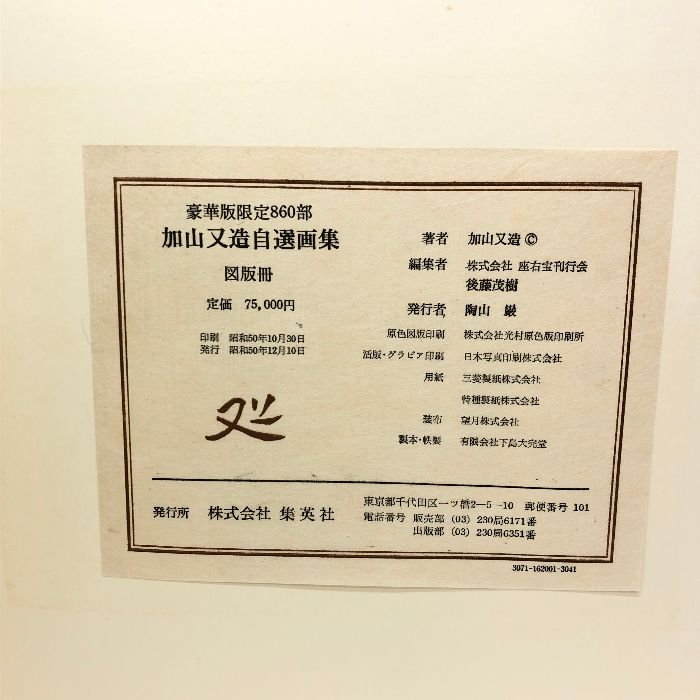 豪華版限定860部
加山又造自選画集
図版冊
定価 75,000円
印刷 昭和50年10月30日
発行 昭和50年12月10日
又造
著者 加山又造 ©
編集者 株式会社 座右宝刊行会
後藤茂樹
発行者 陶山 巌
原色図版印刷 株式会社光村原色版印刷所
活版・グラビア印刷 日本写真印刷株式会社
用紙 三菱製紙株式会社
特種製紙株式会社
装布 望月株式会社
製本・帙製 有限会社下島大完堂
発行所 株式会社 集英社
東京都千代田区一ツ橋2-5-10 郵便番号 101
電話番号 販売部 (03) 230局6171番
出版部 (03) 230局6351番
3071-162001-3041